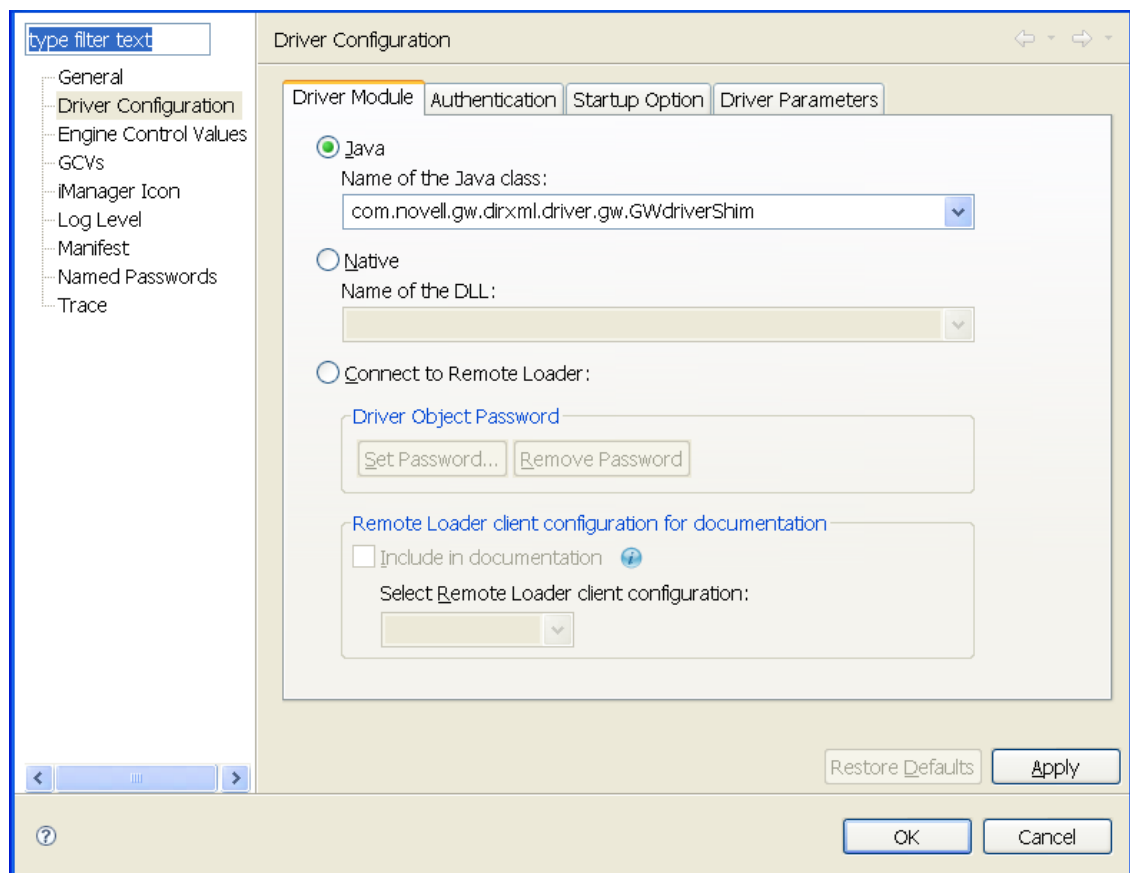 type filter text
General
Driver Configuration
Engine Control Values
GCVs
iManager Icon
Log Level
Manifest
Named Passwords
Trace
Driver Configuration
Driver Module
Authentication
Startup Option
Driver Parameters
Java
Name of the Java class:
com.novell.gw.dirxml.driver.gw.GWdriverShim
Native
Name of the DLL:
Connect to Remote Loader:
Driver Object Password
Set Password...
Remove Password
Remote Loader client configuration for documentation
Include in documentation
Select Remote Loader client configuration:
Restore Defaults
Apply
OK
Cancel